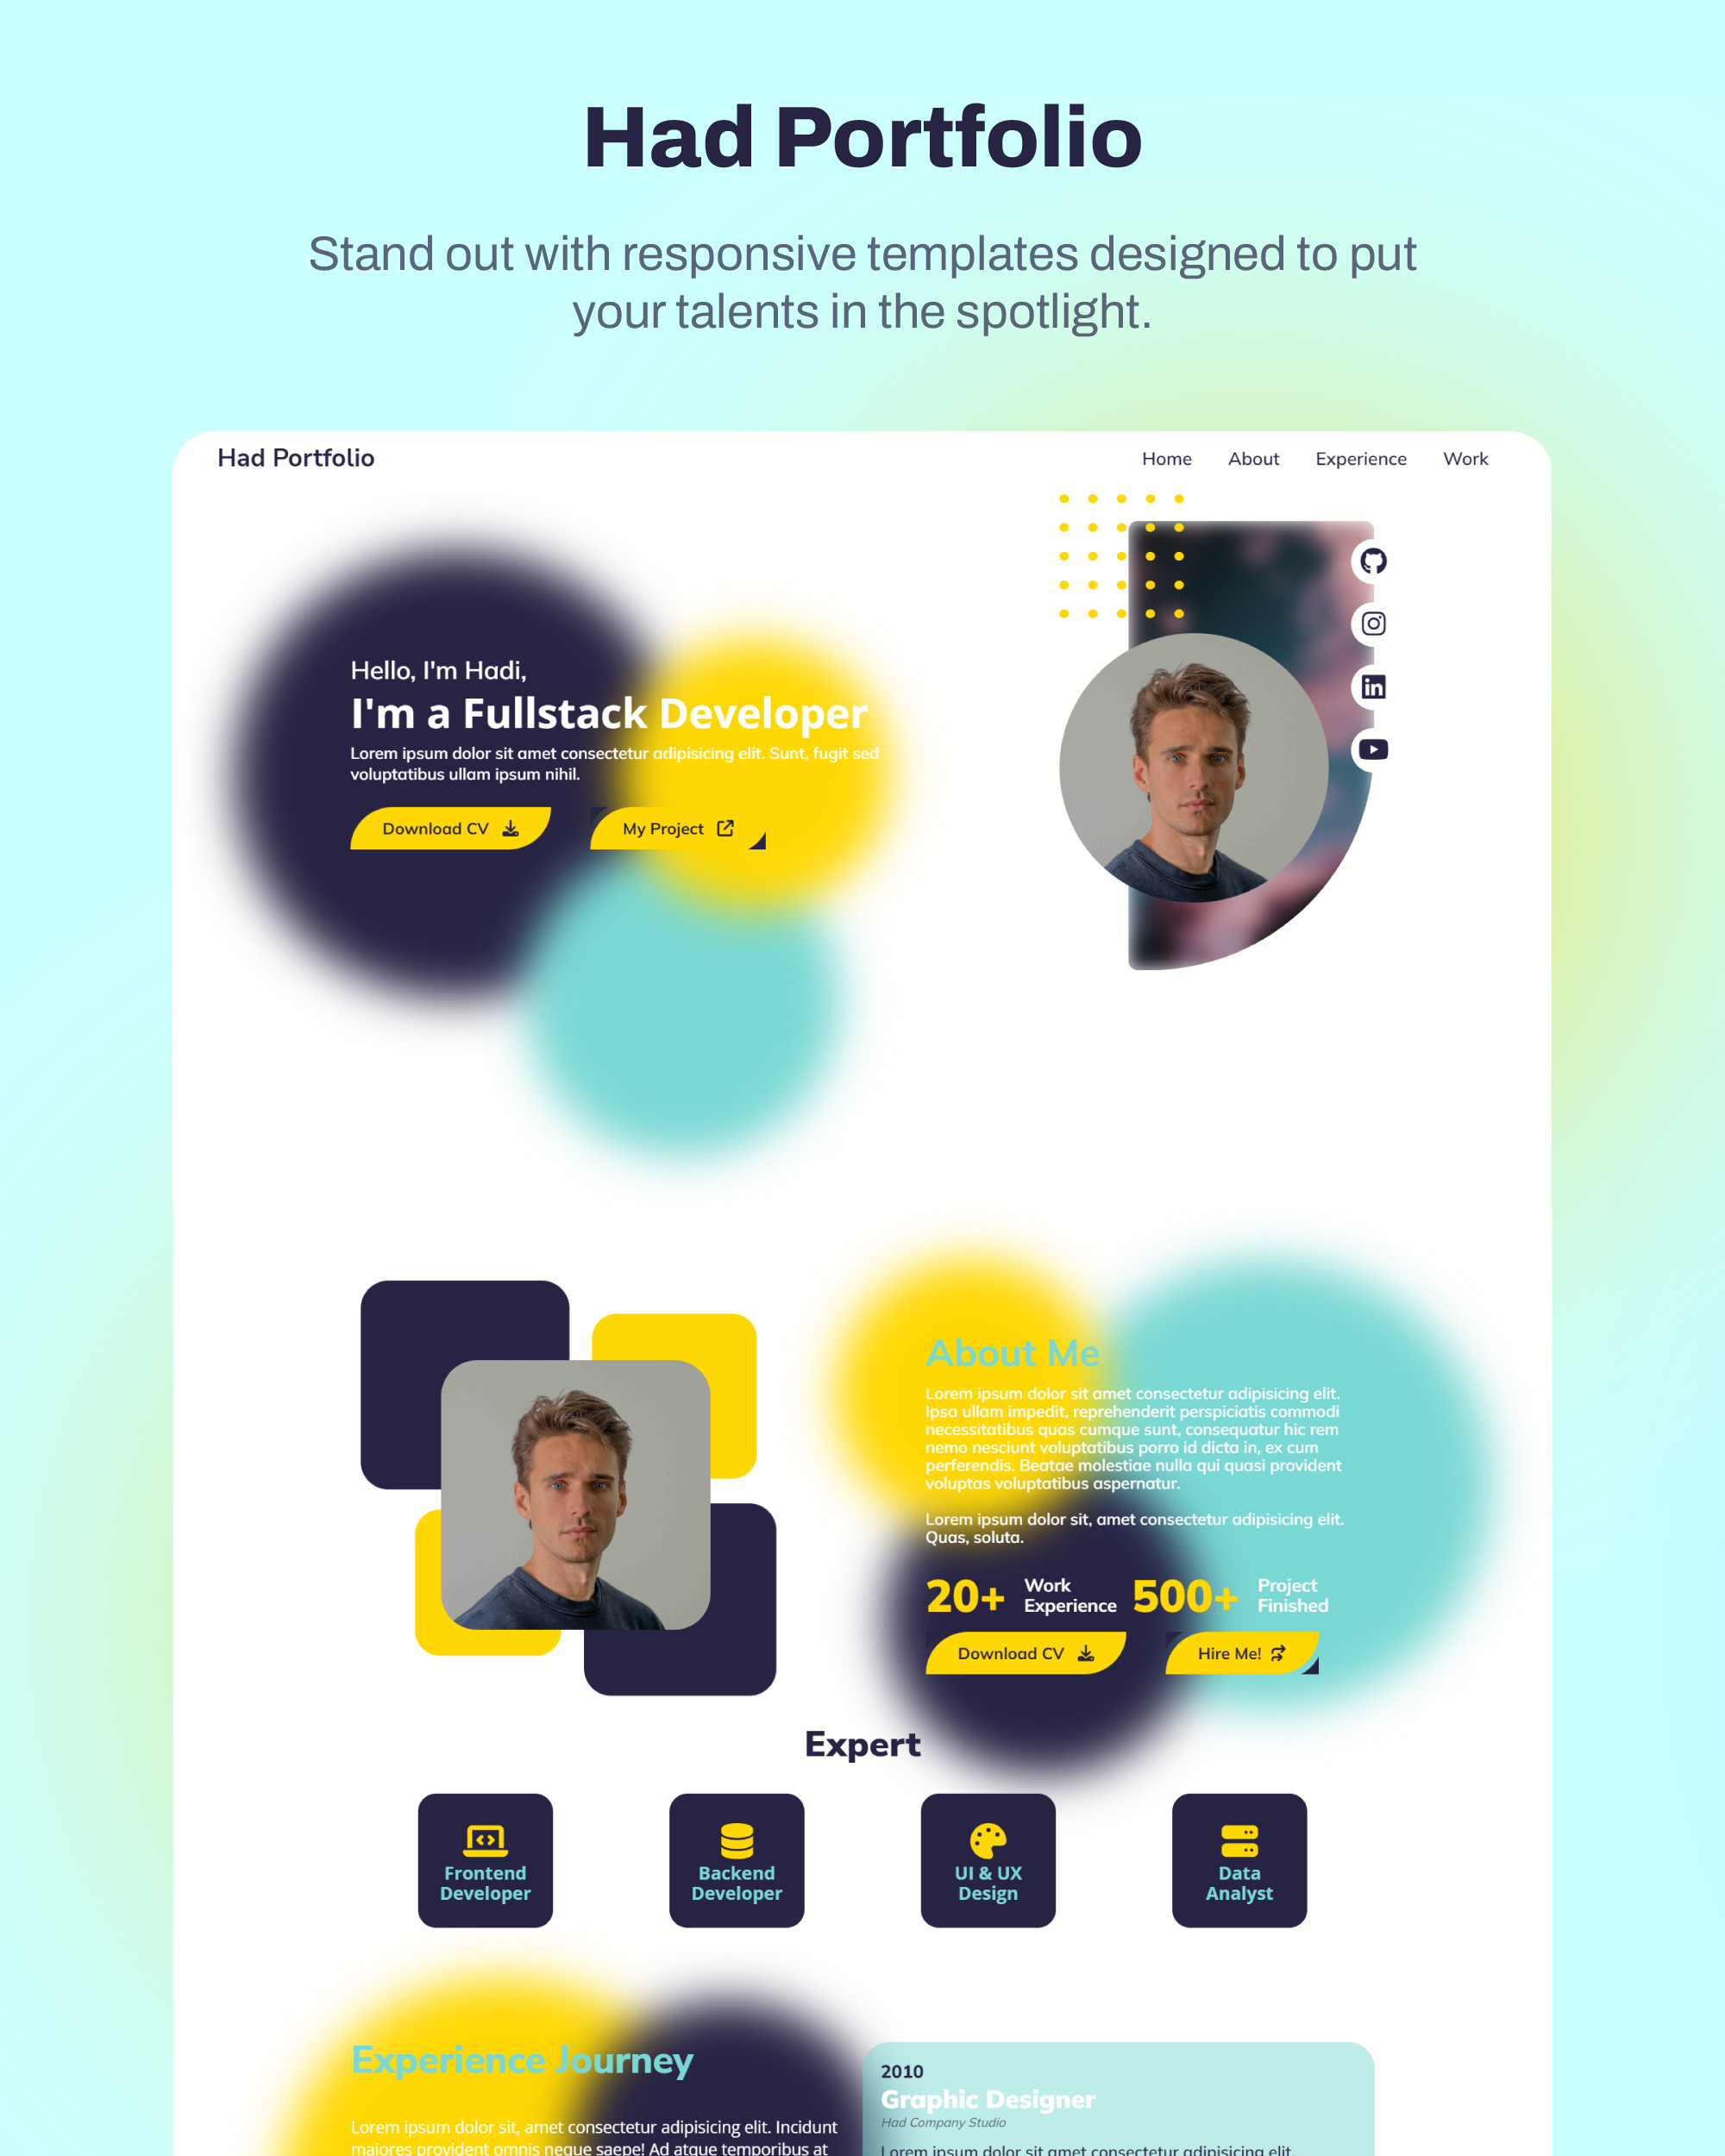 Had Portfolio
Stand out with responsive templates designed to put
your talents in the spotlight.
Had Portfolio
Home
About
Experience
Work
Hello, I'm Hadi,
I'm a Fullstack Developer
Lorem ipsum dolor sit amet consectetur adipisicing elit. Sunt, fugit sed
voluptatibus ullam ipsum nihil.
Download CV
My Project
About Me
Lorem ipsum dolor sit amet consectetur adipisicing elit.
Ipsa ullam impedit, reprehenderit perspiciatis commodi
necessitatibus quas cumque sunt, consequatur hic rem
nemo nesciunt voluptatibus porro id dicta in, ex cum
perferendis. Beatae molestiae nulla qui quasi provident
voluptas voluptatibus aspernatur.
Lorem ipsum dolor sit, amet consectetur adipisicing elit.
Quas, soluta.
20+
Work
Experience
500+
Project
Finished
Download CV
Hire Me!
Expert
Frontend
Developer
Backend
Developer
UI & UX
Design
Data
Analyst
Experience Journey
Lorem ipsum dolor sit, amet consectetur adipisicing elit. Incidunt
maiores provident omnis neque saepe! Ad atque temporibus at
2010
Graphic Designer
Had Company Studio
Lorem ipsum dolor sit amet consectetur adipisicing elit.